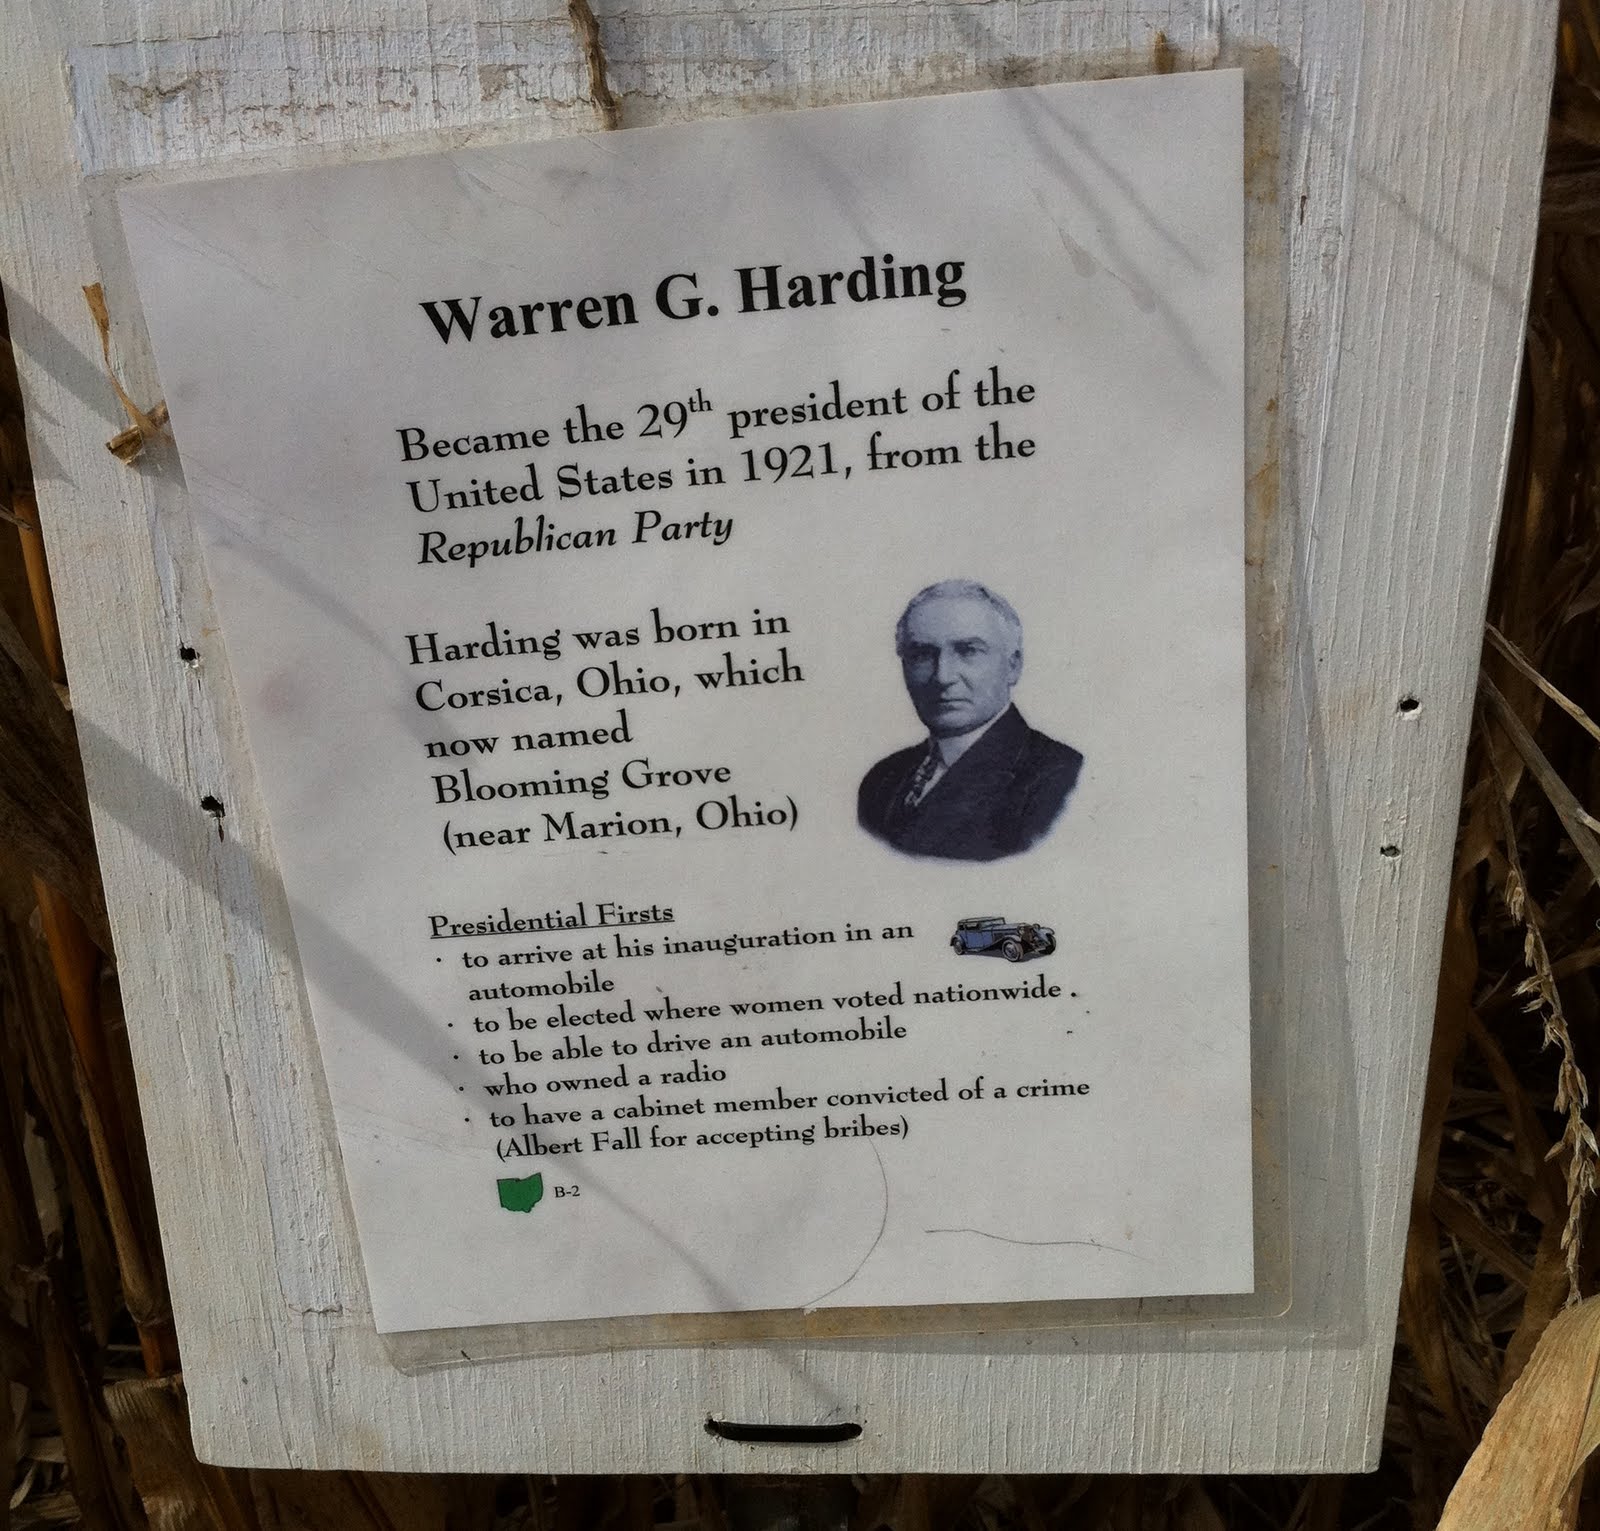 Warren G. Harding
Became the 29th president of the
United States in 1921, from the
Republican Party
Harding was born in
Corsica, Ohio, which
now named
Blooming Grove
(near Marion, Ohio)
Presidential Firsts
· to arrive at his inauguration in an
automobile
· to be elected where women voted nationwide .
· to be able to drive an automobile
· who owned a radio
· to have a cabinet member convicted of a crime
(Albert Fall for accepting bribes)
B-2